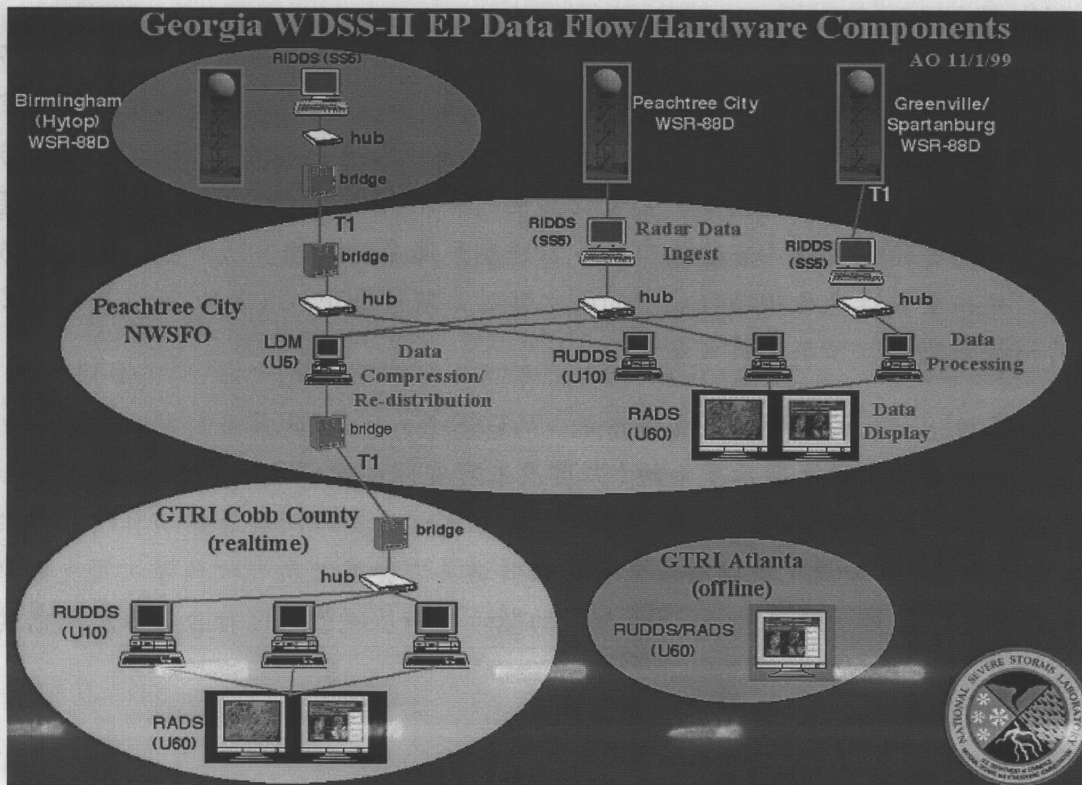 Georgia WDSS-II EP Data Flow/Hardware Components
AO 11/1/99
RIDDS (SS5)
Birmingham
(Hytop)
WSR-88D
hub
bridge
T1
Peachtree City
WSR-88D
Greenville/
Spartanburg
WSR-88D
T1
RIDDS
(SS5)
Radar Data
Ingest
RIDDS
(SS5)
bridge
hub
hub
hub
Peachtree City
NWSFO
LDM
(U5)
Data
Compression/
Re-distribution
RUDDS
(U10)
Data
Processing
bridge
RADS
(U60)
Data
Display
T1
GTRI Cobb County
(realtime)
bridge
hub
RUDDS
(U10)
RADS
(U60)
GTRI Atlanta
(offline)
RUDDS/RADS
(U60)
NATIONAL SEVERE STORMS LABORATORY